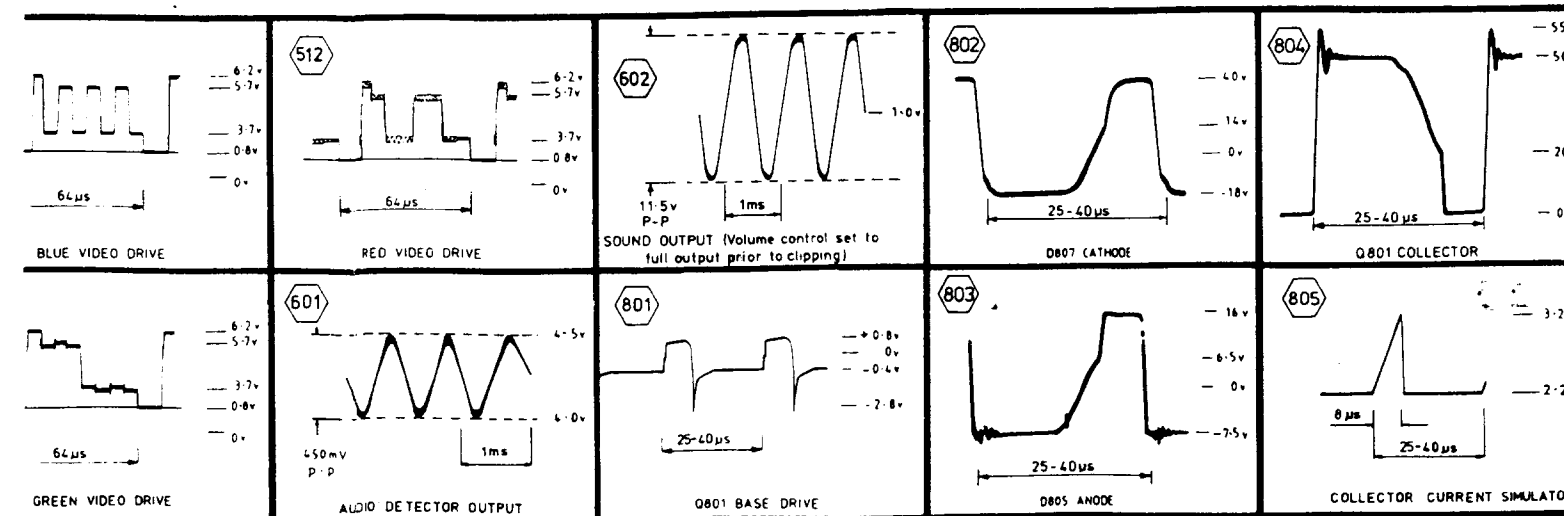 6·2v
5·7v
3·7v
0·8v
0v
64µs
BLUE VIDEO DRIVE
512
6·2v
5·7v
3·7v
0·8v
0v
64µs
RED VIDEO DRIVE
602
1·0v
11·5v
P-P
1ms
SOUND OUTPUT (Volume control set to
full output prior to clipping)
802
40v
14v
0v
-18v
25-40µs
D807 CATHODE
804
25-40µs
Q801 COLLECTOR
6·2v
5·7v
3·7v
0·8v
0v
64µs
GREEN VIDEO DRIVE
601
4·5v
4·0v
450mV
P-P
1ms
AUDIO DETECTOR OUTPUT
801
+0·8v
0v
-0·4v
-2·8v
25-40µs
Q801 BASE DRIVE
803
16v
6·5v
0v
-7·5v
25-40µs
D805 ANODE
805
3·2
2·2
8µs
25-40µs
COLLECTOR CURRENT SIMULATO